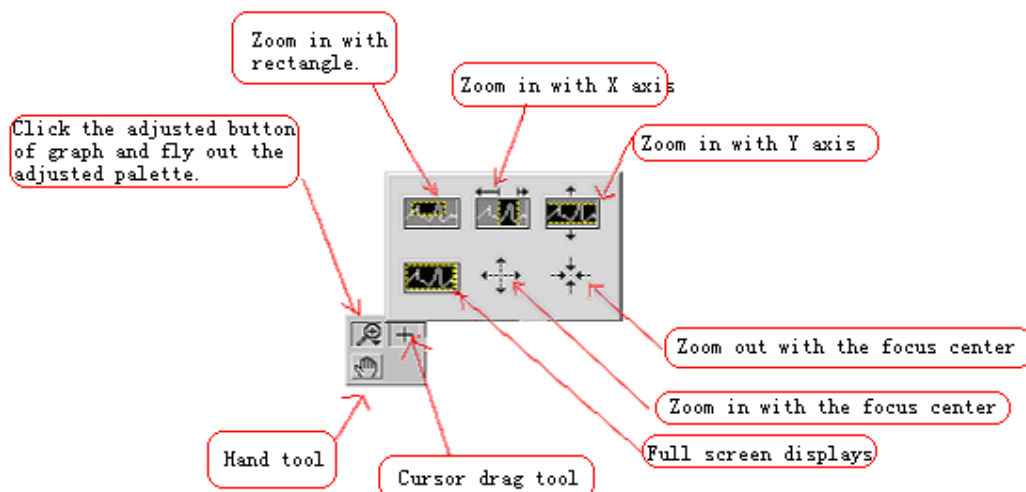 Zoom in with
rectangle.
Zoom in with X axis
Zoom in with Y axis
Click the adjusted button
of graph and fly out the
adjusted palette.
Zoom out with the focus center
Zoom in with the focus center
Full screen displays
Hand tool
Cursor drag tool